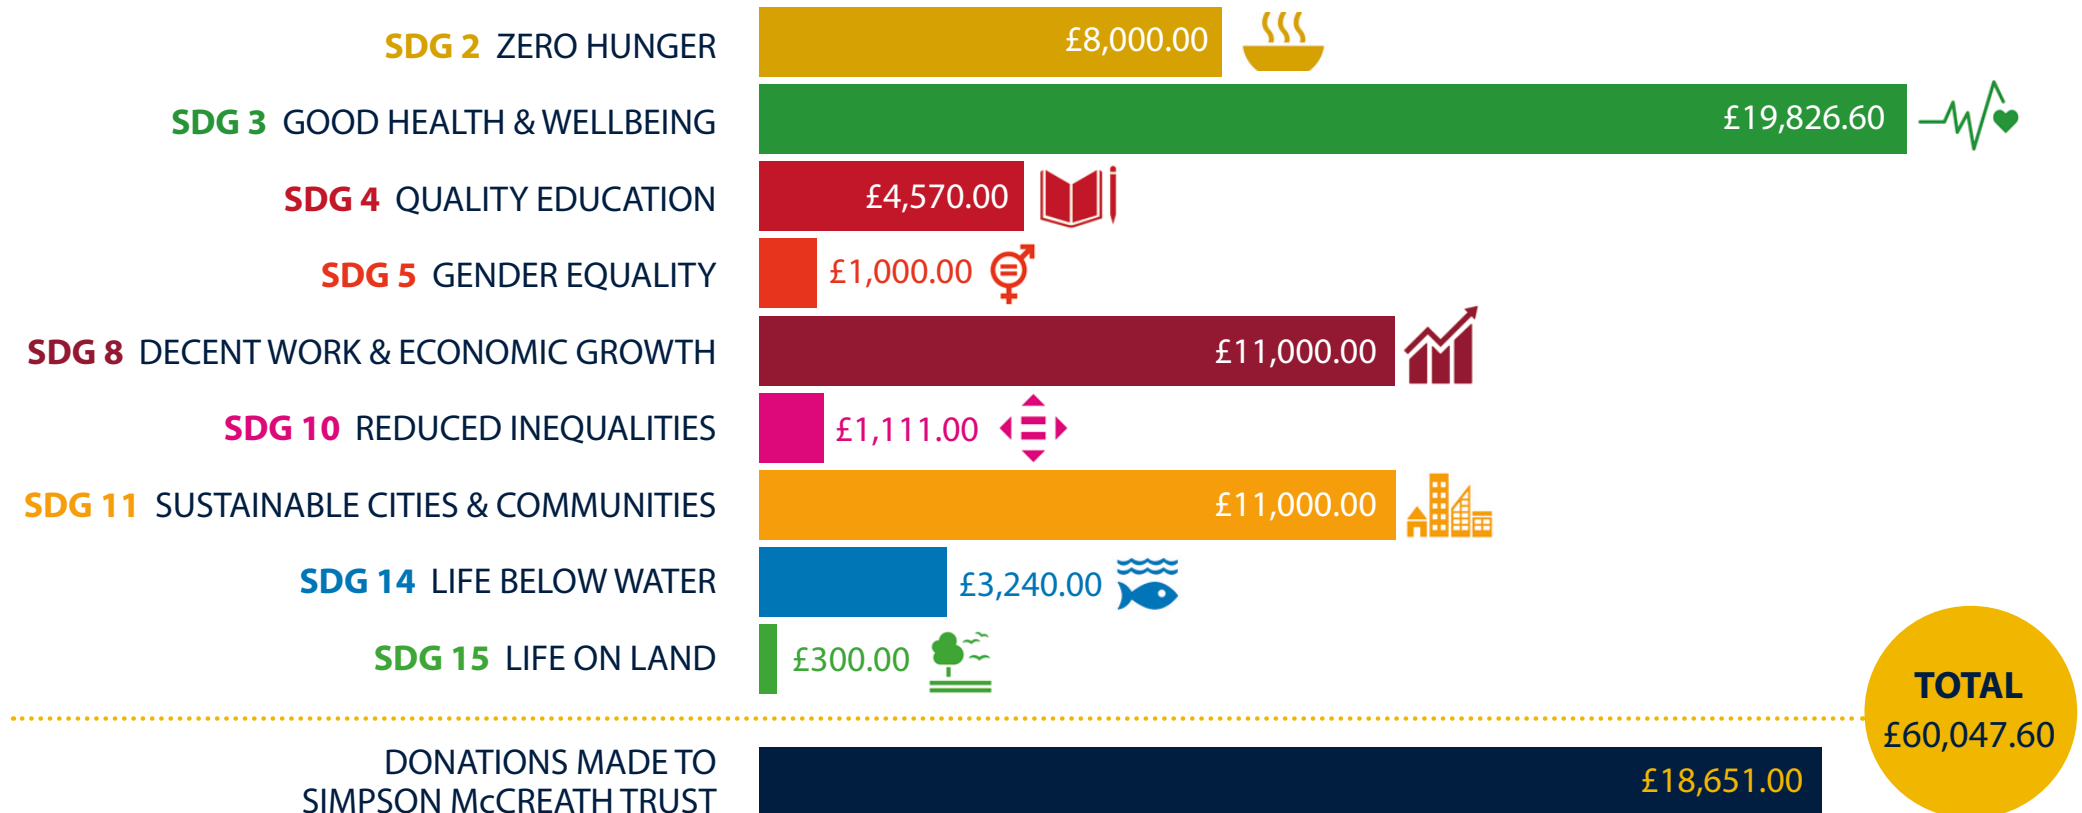 SDG 2 ZERO HUNGER £8,000.00
SDG 3 GOOD HEALTH & WELLBEING £19,826.60
SDG 4 QUALITY EDUCATION £4,570.00
SDG 5 GENDER EQUALITY £1,000.00
SDG 8 DECENT WORK & ECONOMIC GROWTH £11,000.00
SDG 10 REDUCED INEQUALITIES £1,111.00
SDG 11 SUSTAINABLE CITIES & COMMUNITIES £11,000.00
SDG 14 LIFE BELOW WATER £3,240.00
SDG 15 LIFE ON LAND £300.00
TOTAL
£60,047.60
DONATIONS MADE TO
SIMPSON McCREATH TRUST
£18,651.00